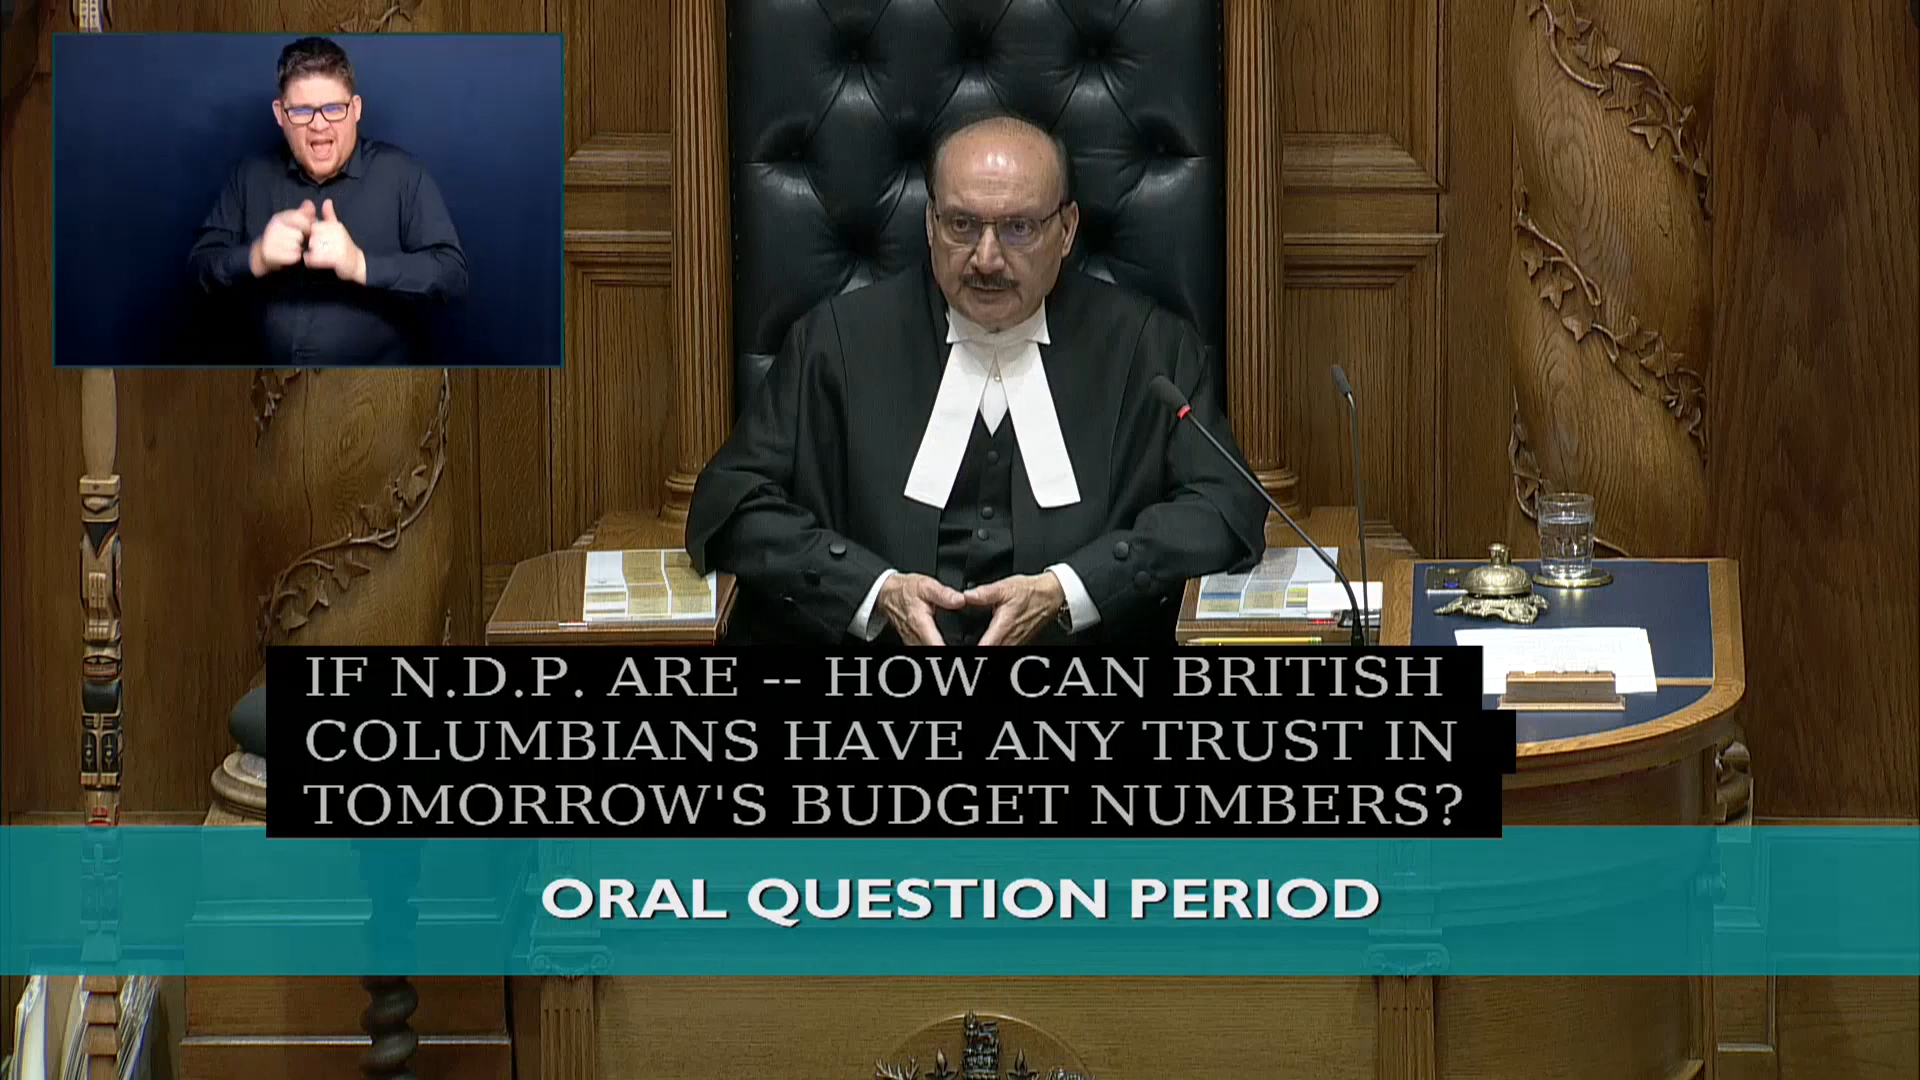 IF N.D.P. ARE -- HOW CAN BRITISH
COLUMBIANS HAVE ANY TRUST IN
TOMORROW'S BUDGET NUMBERS?
ORAL QUESTION PERIOD